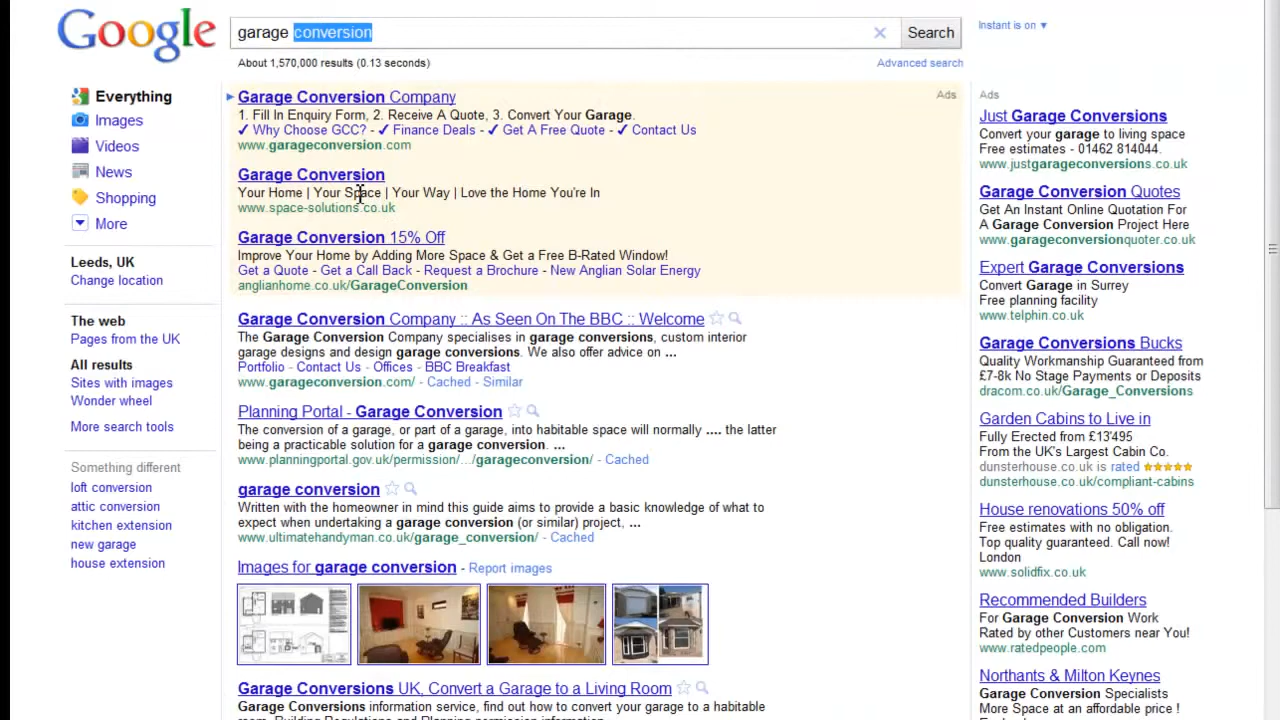 Google
garage conversion
Search
Instant is on ▼
About 1,570,000 results (0.13 seconds)
Advanced search
Everything
Images
Videos
News
Shopping
More
Leeds, UK
Change location
The web
Pages from the UK
All results
Sites with images
Wonder wheel
More search tools
Something different
loft conversion
attic conversion
kitchen extension
new garage
house extension
Ads
Garage Conversion Company
1. Fill In Enquiry Form, 2. Receive A Quote, 3. Convert Your Garage.
✓ Why Choose GCC? - ✓ Finance Deals - ✓ Get A Free Quote - ✓ Contact Us
www.garageconversion.com
Garage Conversion
Your Home | Your Space | Your Way | Love the Home You're In
www.space-solutions.co.uk
Garage Conversion 15% Off
Improve Your Home by Adding More Space & Get a Free B-Rated Window!
Get a Quote - Get a Call Back - Request a Brochure - New Anglian Solar Energy
anglianhome.co.uk/GarageConversion
Garage Conversion Company :: As Seen On The BBC :: Welcome
The Garage Conversion Company specialises in garage conversions, custom interior
garage designs and design garage conversions. We also offer advice on ...
Portfolio - Contact Us - Offices - BBC Breakfast
www.garageconversion.com/ - Cached - Similar
Planning Portal - Garage Conversion
The conversion of a garage, or part of a garage, into habitable space will normally .... the latter
being a practicable solution for a garage conversion. ...
www.planningportal.gov.uk/permission/.../garageconversion/ - Cached
garage conversion
Written with the homeowner in mind this guide aims to provide a basic knowledge of what to
expect when undertaking a garage conversion (or similar) project, ...
www.ultimatehandyman.co.uk/garage_conversion/ - Cached
Images for garage conversion - Report images
Garage Conversions UK, Convert a Garage to a Living Room
Garage Conversions information service, find out how to convert your garage to a habitable
room. Building Regulations and Planning permission information.
Ads
Just Garage Conversions
Convert your garage to living space
Free estimates - 01462 814044.
www.justgarageconversions.co.uk
Garage Conversion Quotes
Get An Instant Online Quotation For
A Garage Conversion Project Here
www.garageconversionquoter.co.uk
Expert Garage Conversions
Convert Garage in Surrey
Free planning facility
www.telphin.co.uk
Garage Conversions Bucks
Quality Workmanship Guaranteed from
£7-8k No Stage Payments or Deposits
dracom.co.uk/Garage_Conversions
Garden Cabins to Live in
Fully Erected from £13'495
From the UK's Largest Cabin Co.
dunsterhouse.co.uk is rated ★★★★★
dunsterhouse.co.uk/compliant-cabins
House renovations 50% off
Free estimates with no obligation.
Top quality guaranteed. Call now!
London
www.solidfix.co.uk
Recommended Builders
For Garage Conversion Work
Rated by other Customers near You!
www.ratedpeople.com
Northants & Milton Keynes
Garage Conversion Specialists
More Space at an affordable price !